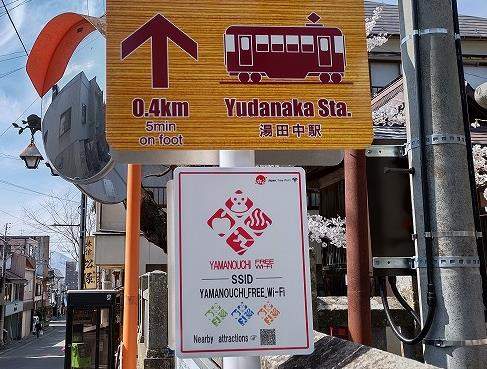 0.4km
5min
on foot
Yudanaka Sta.
湯田中駅
YAMANOUCHI FREE Wi-Fi
SSID
YAMANOUCHI_FREE_Wi-Fi
Nearby attractions